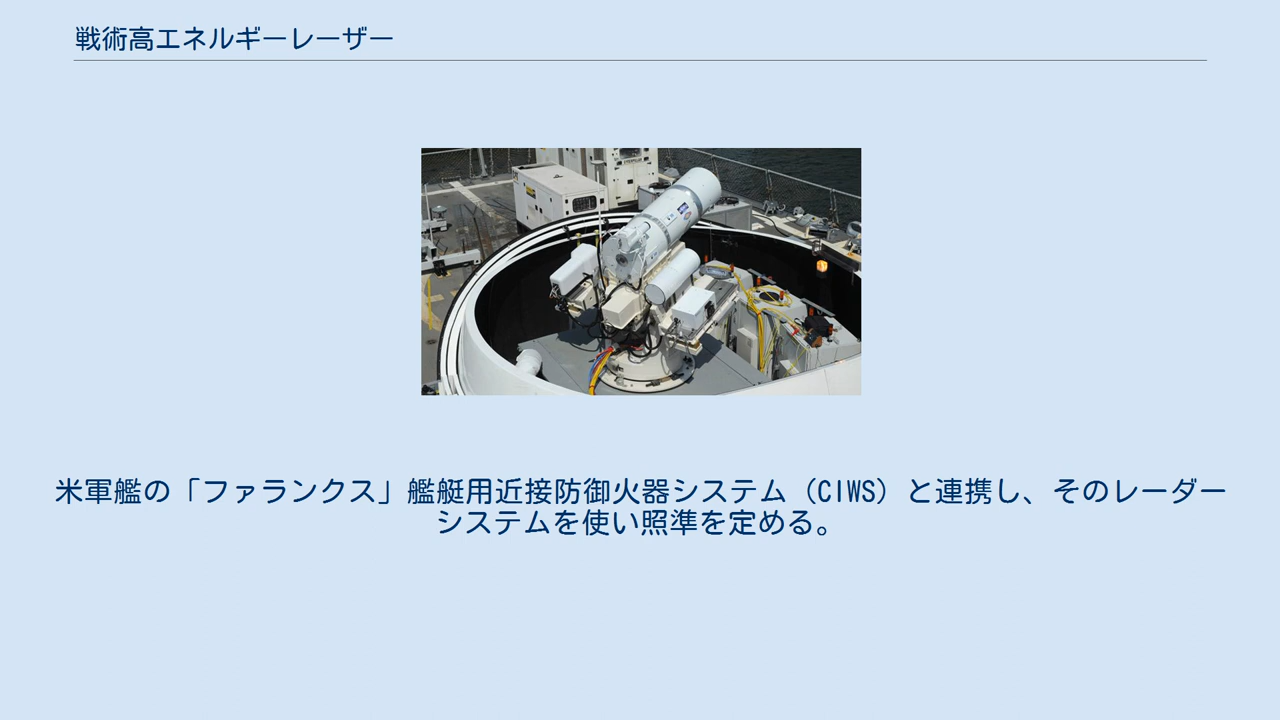 戦術高エネルギーレーザー
米軍艦の「ファランクス」艦艇用近接防御火器システム（CIWS）と連携し、そのレーダー
システムを使い照準を定める。